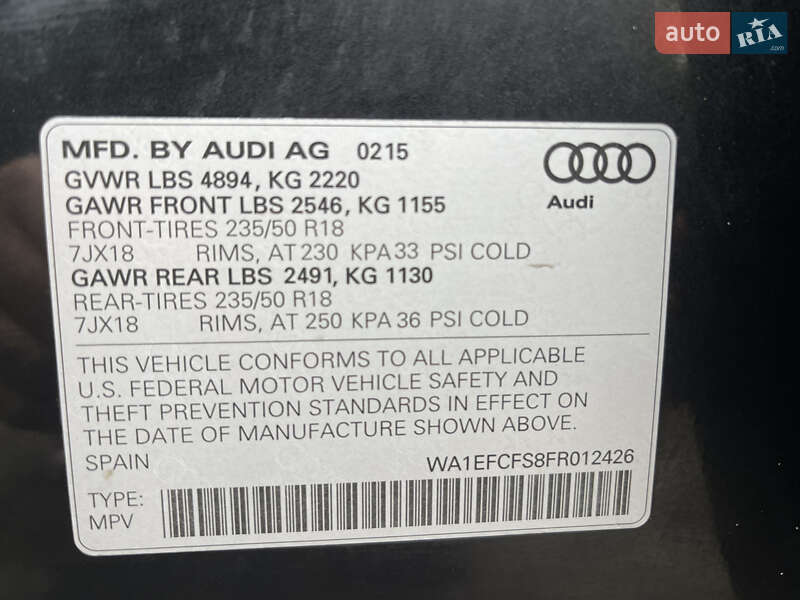 auto RIA.com
MFD. BY AUDI AG 0215
GVWR LBS 4894, KG 2220
GAWR FRONT LBS 2546, KG 1155
FRONT-TIRES 235/50 R18
7JX18 RIMS, AT 230 KPA 33 PSI COLD
GAWR REAR LBS 2491, KG 1130
REAR-TIRES 235/50 R18
7JX18 RIMS, AT 250 KPA 36 PSI COLD
Audi
THIS VEHICLE CONFORMS TO ALL APPLICABLE
U.S. FEDERAL MOTOR VEHICLE SAFETY AND
THEFT PREVENTION STANDARDS IN EFFECT ON
THE DATE OF MANUFACTURE SHOWN ABOVE.
SPAIN WA1EFCFS8FR012426
TYPE:
MPV